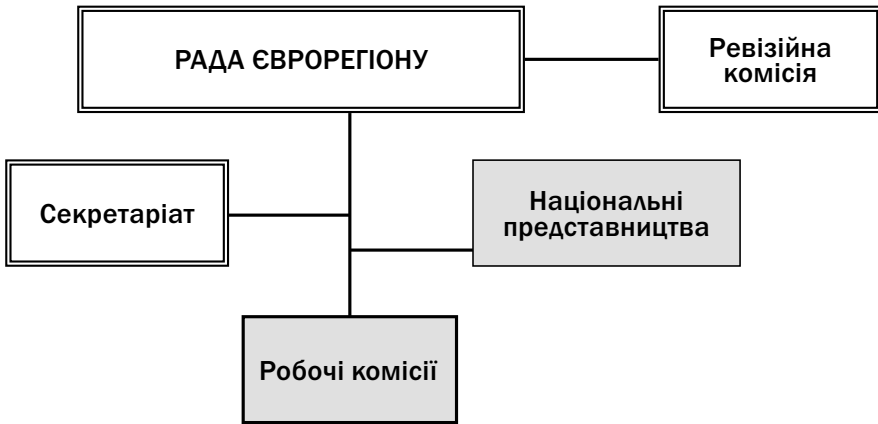 РАДА ЄВРОРЕГІОНУ
Ревізійна
комісія
Секретаріат
Національні
представництва
Робочі комісії